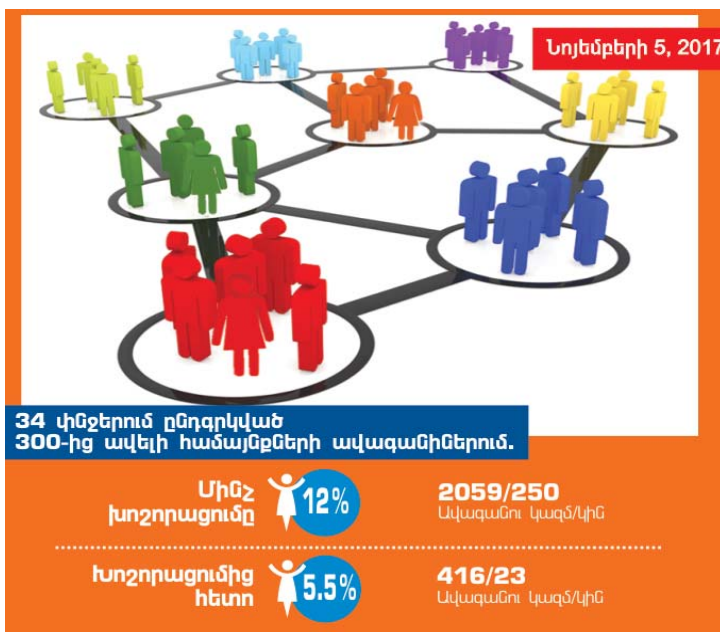 Նոյեմբերի 5, 2017
34 փնջերում ընդգրկված
300-ից ավելի համայնքների ավագանիներում.
Մինչ
խոշորացումը
12%
2059/250
Ավագանու կազմ/կին
Խոշորացումից
հետո
5.5%
416/23
Ավագանու կազմ/կին